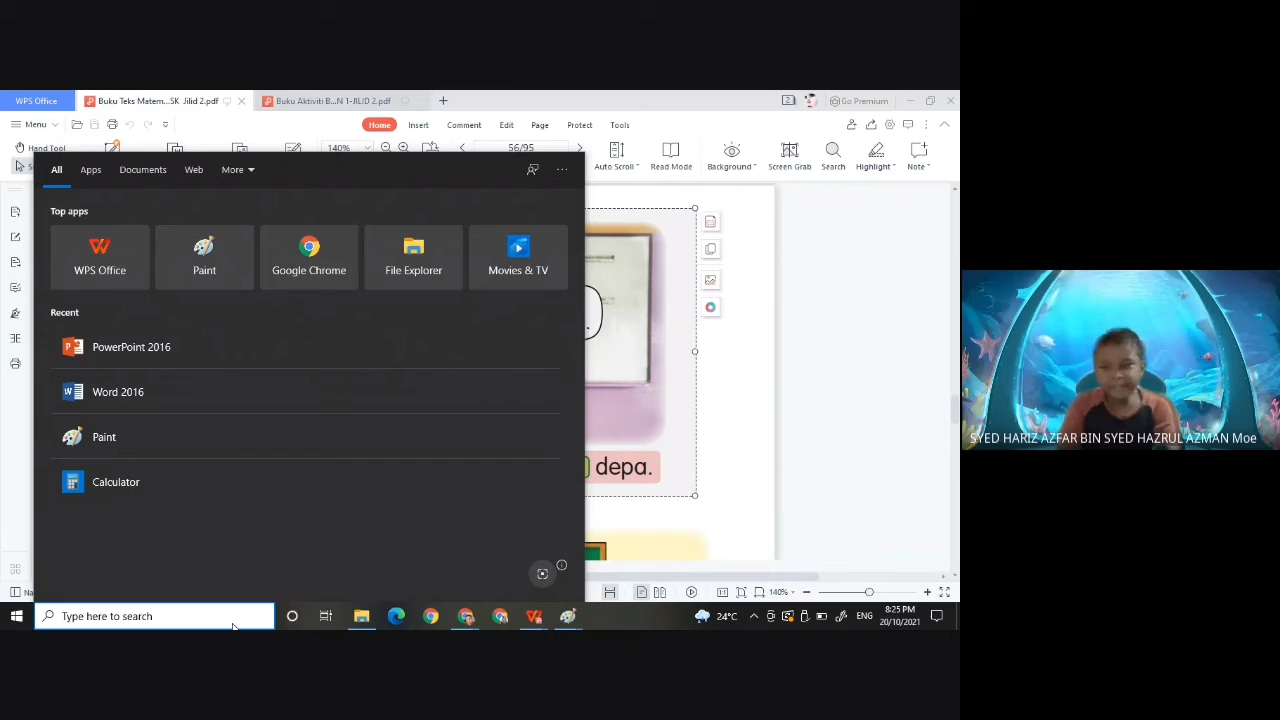 WPS Office
Buku Teks Matem...SK Jilid 2.pdf
Buku Aktiviti B...N 1-JILID 2.pdf
2
Go Premium
Menu
Home
Insert
Comment
Edit
Page
Protect
Tools
Hand Tool
140%
56/95
Auto Scroll
Read Mode
Background
Screen Grab
Search
Highlight
Note
All
Apps
Documents
Web
More
Top apps
WPS Office
Paint
Google Chrome
File Explorer
Movies & TV
Recent
PowerPoint 2016
Word 2016
Paint
Calculator
depa.
SYED HARIZ AZFAR BIN SYED HAZRUL AZMAN Moe
Na
140%
Type here to search
24°C
ENG
8:25 PM
20/10/2021